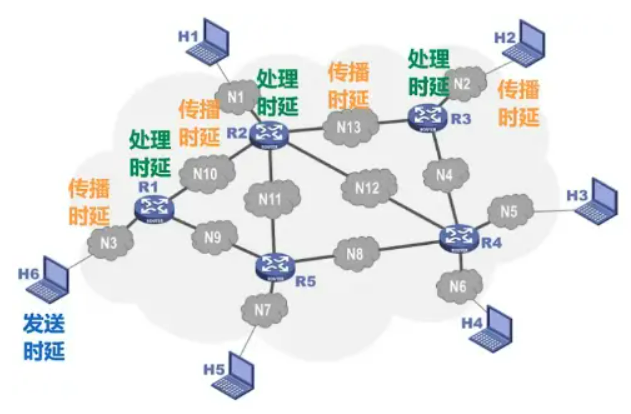 H1
H2
处理
时延
传播
时延
处理
时延
N1
传播
时延
N2
传播
时延
R2
N13
R3
处理
时延
N10
N12
N4
传播
时延
R1
N11
N5
H3
N3
N9
N8
R4
H6
R5
N6
发送
时延
N7
H4
H5